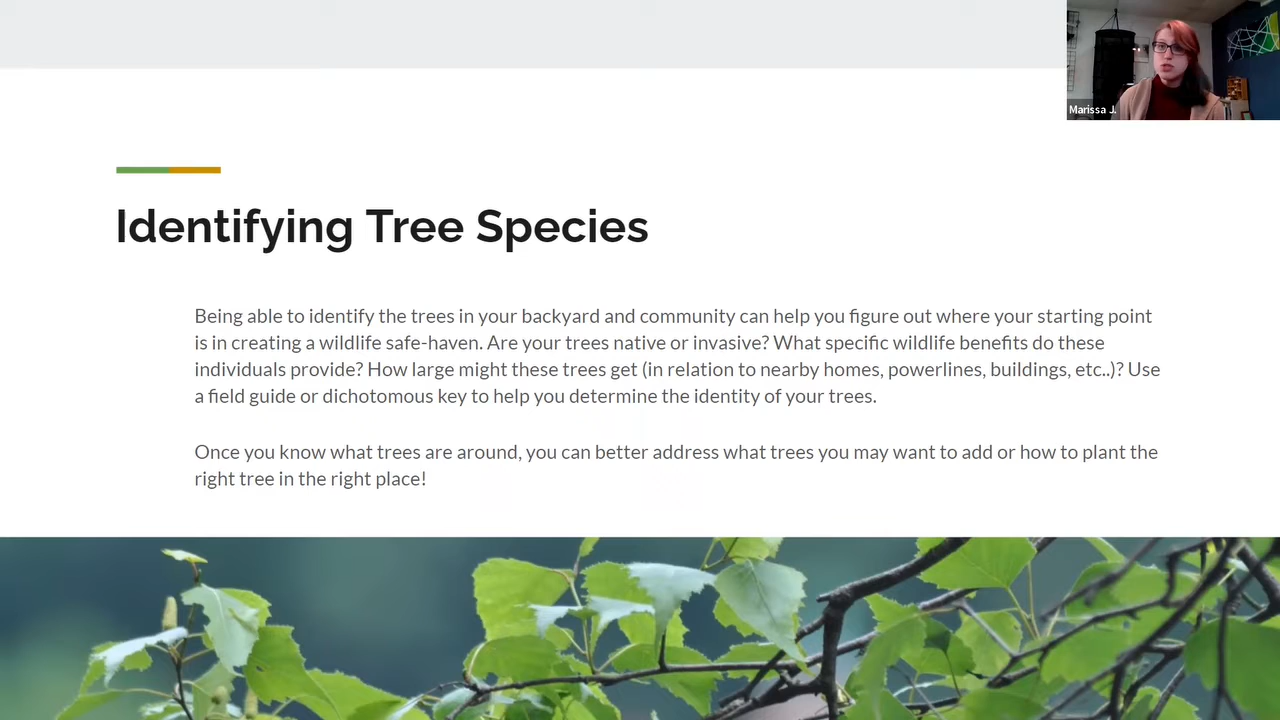 Marissa J.
Identifying Tree Species
Being able to identify the trees in your backyard and community can help you figure out where your starting point
is in creating a wildlife safe-haven. Are your trees native or invasive? What specific wildlife benefits do these
individuals provide? How large might these trees get (in relation to nearby homes, powerlines, buildings, etc..)? Use
a field guide or dichotomous key to help you determine the identity of your trees.
Once you know what trees are around, you can better address what trees you may want to add or how to plant the
right tree in the right place!